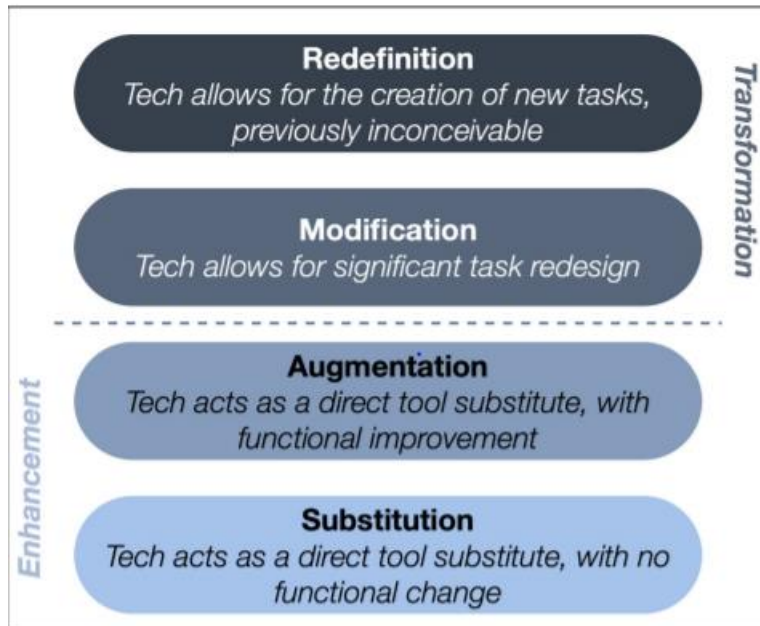 Redefinition
Tech allows for the creation of new tasks,
previously inconceivable
Transformation
Modification
Tech allows for significant task redesign
Augmentation
Tech acts as a direct tool substitute, with
functional improvement
Enhancement
Substitution
Tech acts as a direct tool substitute, with no
functional change